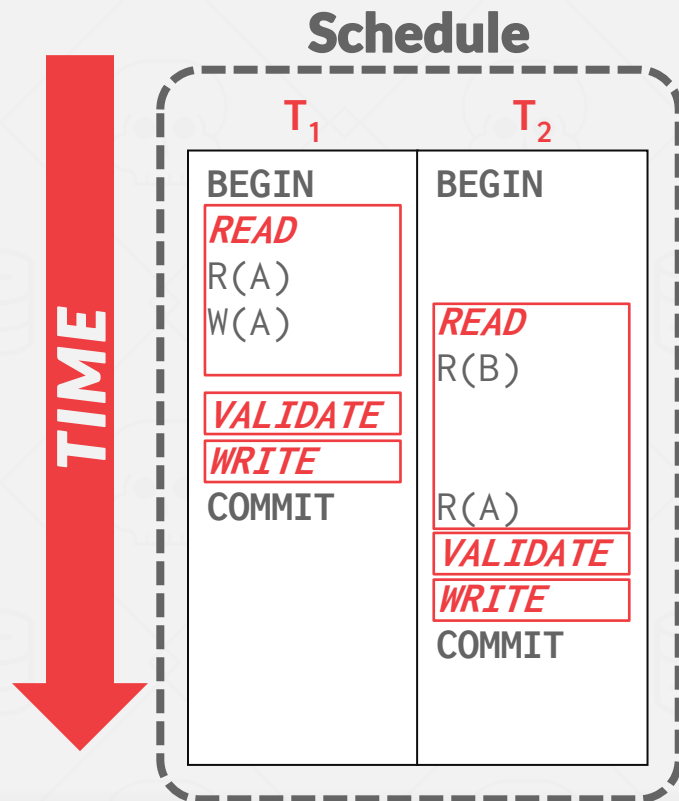 Schedule
TIME
T1 T2
BEGIN BEGIN
READ
R(A)
W(A) READ
R(B)
VALIDATE
WRITE
COMMIT R(A)
VALIDATE
WRITE
COMMIT